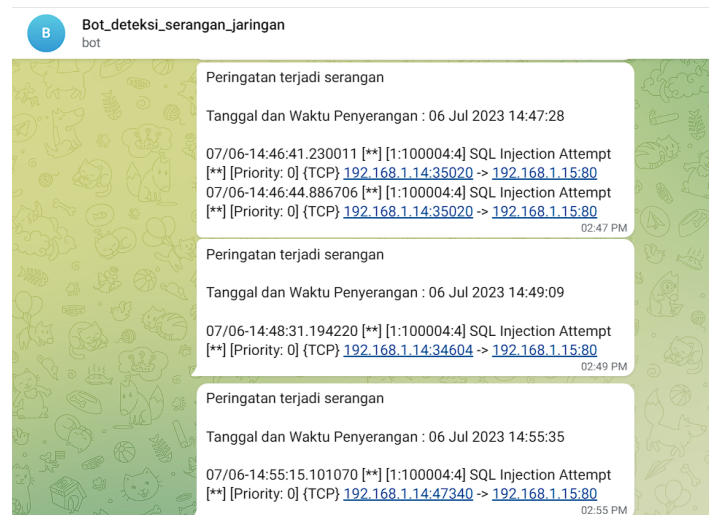 B
Bot_deteksi_serangan_jaringan
bot
Peringatan terjadi serangan
Tanggal dan Waktu Penyerangan : 06 Jul 2023 14:47:28
07/06-14:46:41.230011 [**] [1:100004:4] SQL Injection Attempt
[**] [Priority: 0] {TCP} 192.168.1.14:35020 -> 192.168.1.15:80
07/06-14:46:44.886706 [**] [1:100004:4] SQL Injection Attempt
[**] [Priority: 0] {TCP} 192.168.1.14:35020 -> 192.168.1.15:80
02:47 PM
Peringatan terjadi serangan
Tanggal dan Waktu Penyerangan : 06 Jul 2023 14:49:09
07/06-14:48:31.194220 [**] [1:100004:4] SQL Injection Attempt
[**] [Priority: 0] {TCP} 192.168.1.14:34604 -> 192.168.1.15:80
02:49 PM
Peringatan terjadi serangan
Tanggal dan Waktu Penyerangan : 06 Jul 2023 14:55:35
07/06-14:55:15.101070 [**] [1:100004:4] SQL Injection Attempt
[**] [Priority: 0] {TCP} 192.168.1.14:47340 -> 192.168.1.15:80
02:55 PM